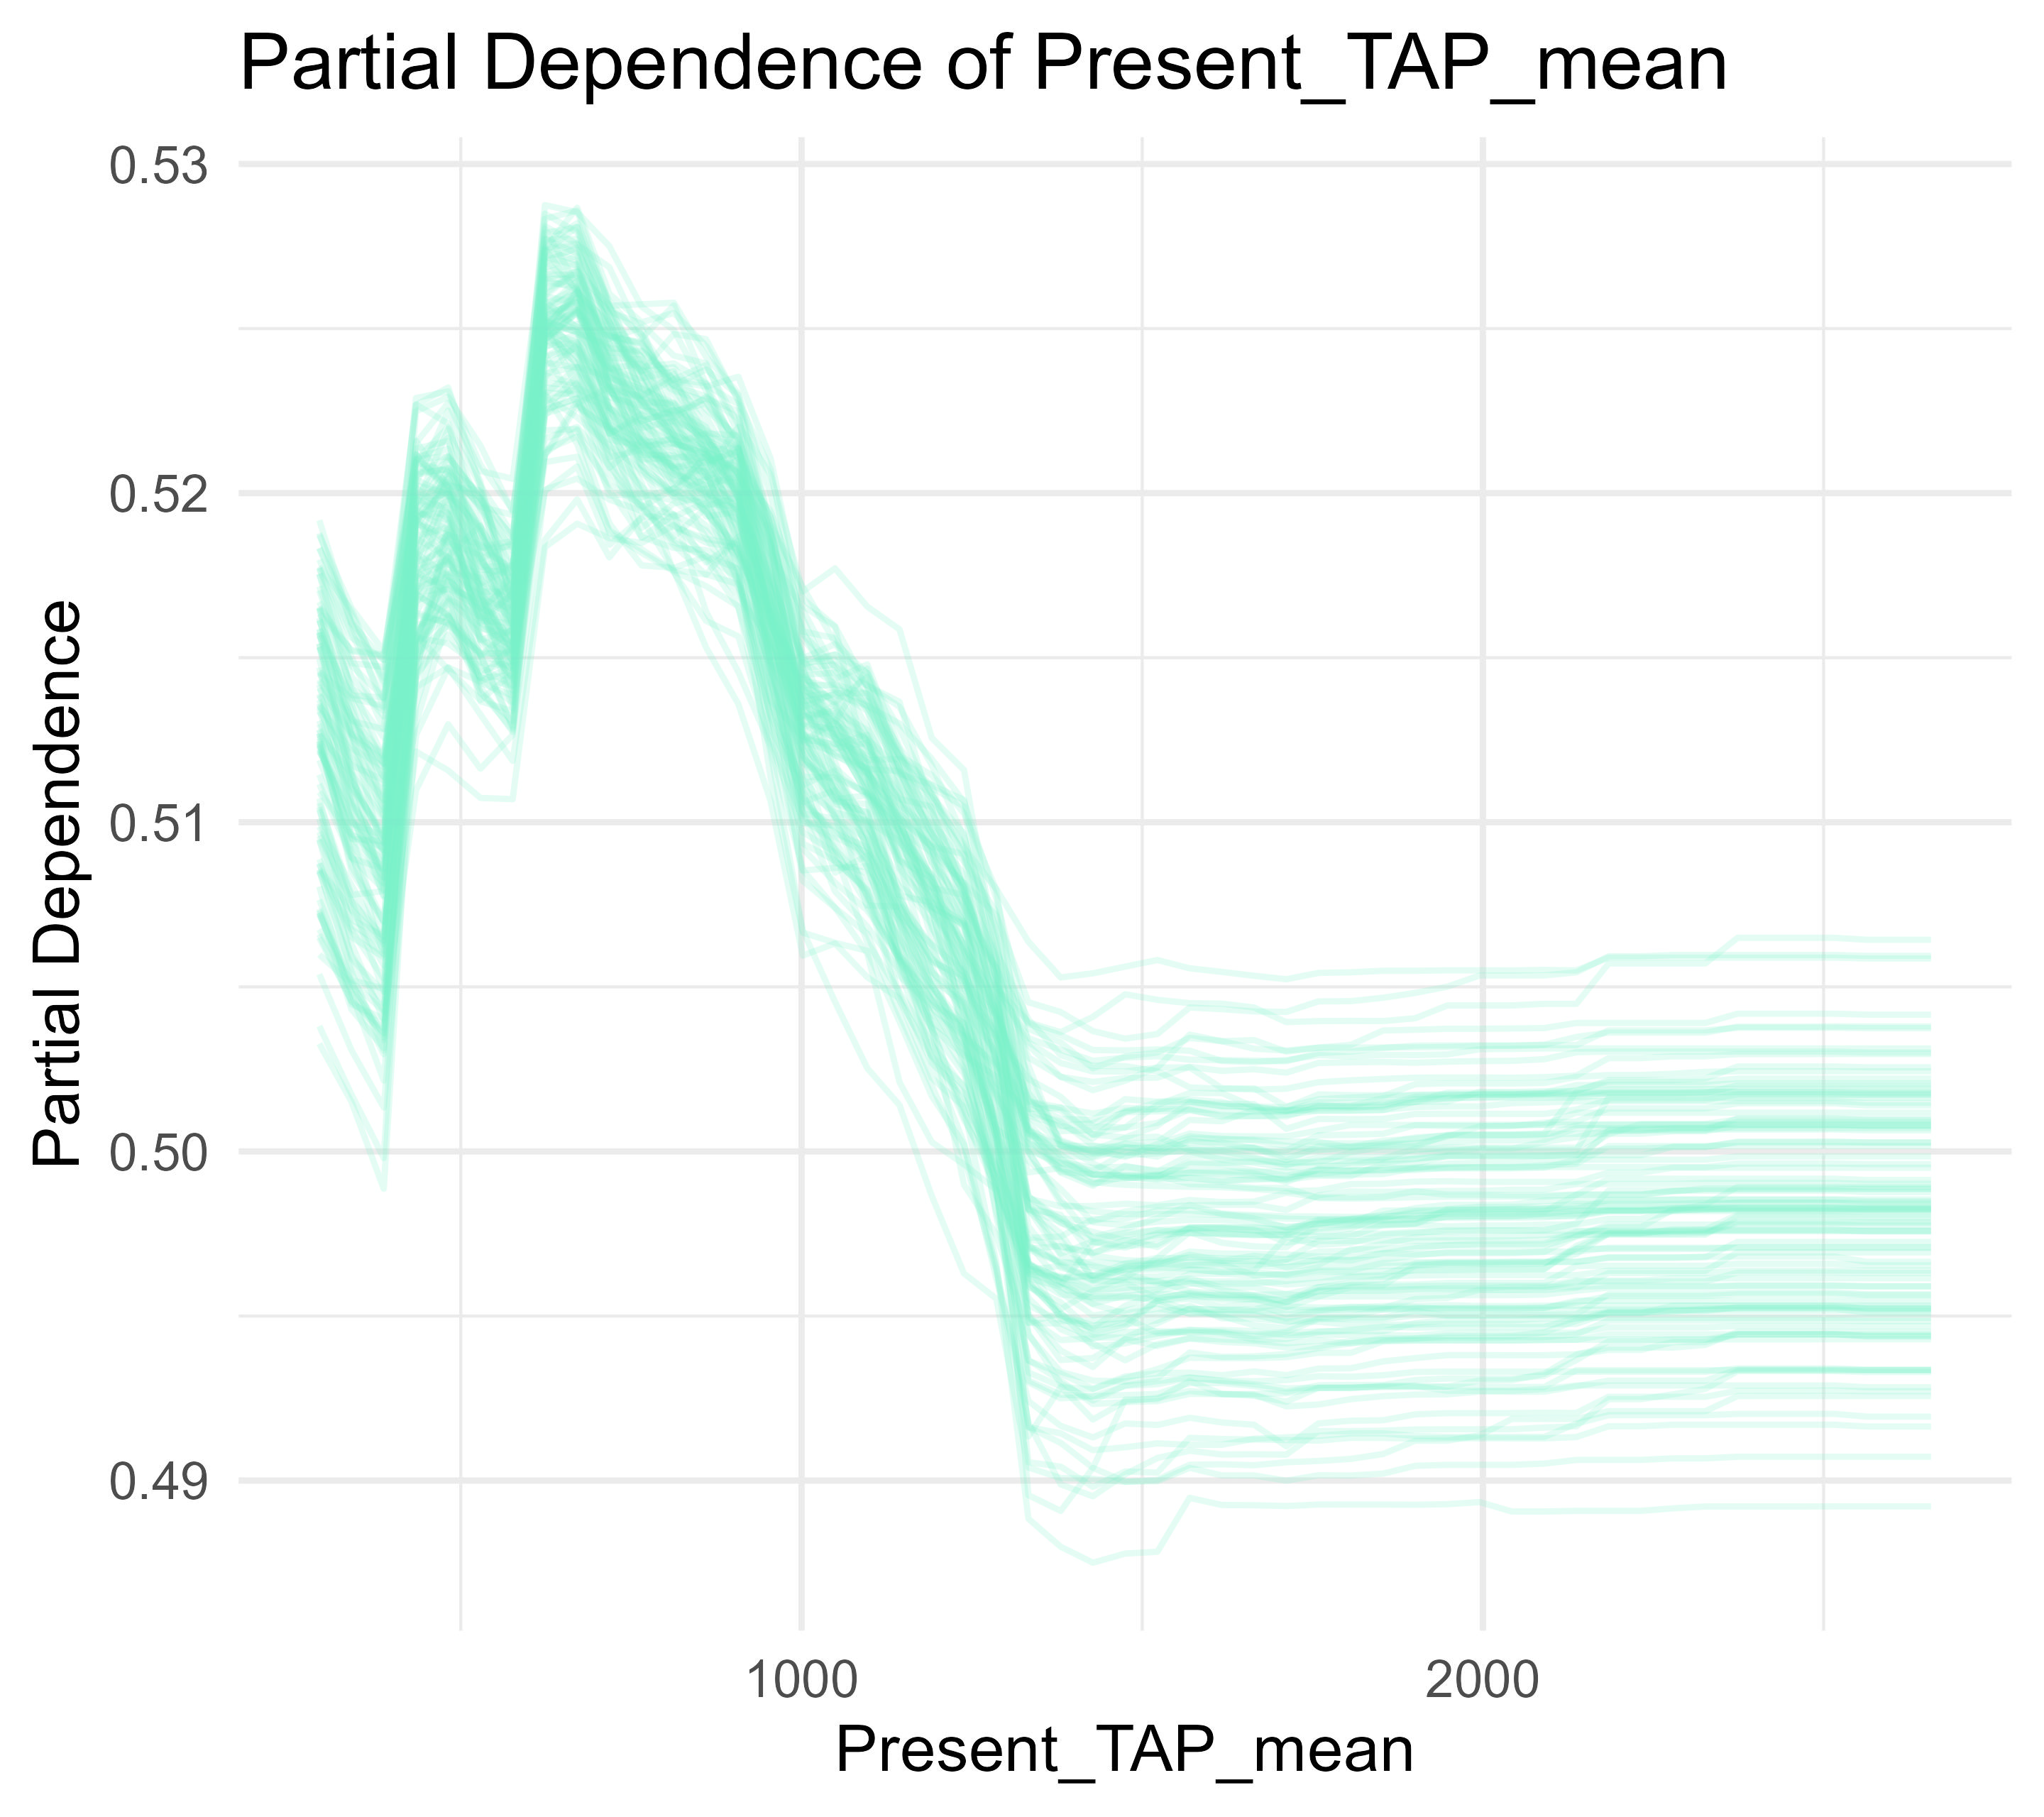 Partial Dependence of Present_TAP_mean
0.53
0.52
0.51
0.50
0.49
Partial Dependence
1000
2000
Present_TAP_mean